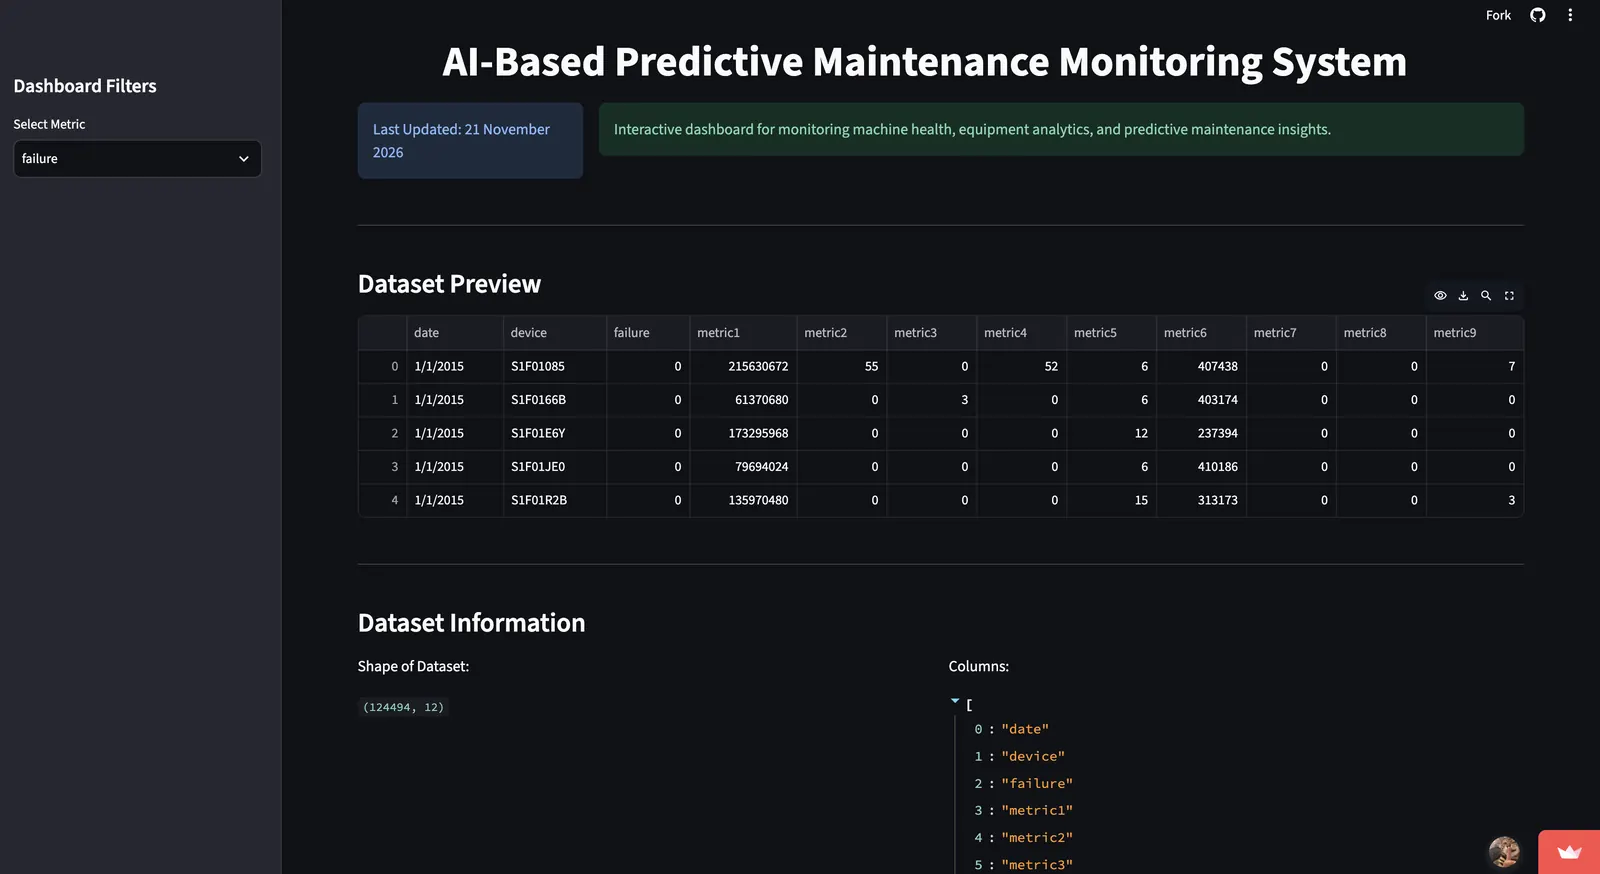 Fork
Dashboard Filters
Select Metric
failure
AI-Based Predictive Maintenance Monitoring System
Last Updated: 21 November
2026
Interactive dashboard for monitoring machine health, equipment analytics, and predictive maintenance insights.
Dataset Preview
date device failure metric1 metric2 metric3 metric4 metric5 metric6 metric7 metric8 metric9
0 1/1/2015 S1F01085 0 215630672 55 0 52 6 407438 0 0 7
1 1/1/2015 S1F0166B 0 61370680 0 3 0 6 403174 0 0 0
2 1/1/2015 S1F01E6Y 0 173295968 0 0 0 12 237394 0 0 0
3 1/1/2015 S1F01JE0 0 79694024 0 0 0 6 410186 0 0 0
4 1/1/2015 S1F01R2B 0 135970480 0 0 0 15 313173 0 0 3
Dataset Information
Shape of Dataset:
(124494, 12)
Columns:
[
0 : "date"
1 : "device"
2 : "failure"
3 : "metric1"
4 : "metric2"
5 : "metric3"